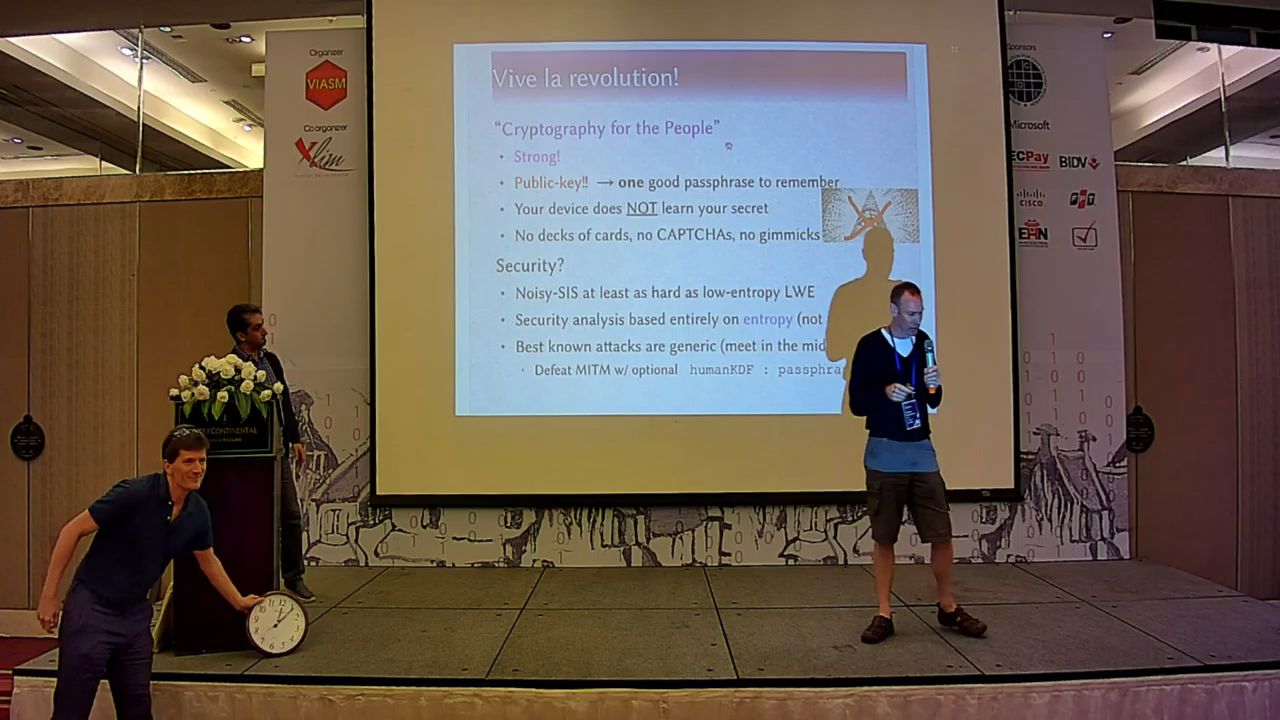 Organizer
VIASM
Co organizer
Xlim
Vive la revolution!
“Cryptography for the People”
• Strong!
• Public-key!! → one good passphrase to remember
• Your device does NOT learn your secret
• No decks of cards, no CAPTCHAs, no gimmicks
Security?
• Noisy-SIS at least as hard as low-entropy LWE
• Security analysis based entirely on entropy (not
• Best known attacks are generic (meet in the mid
• Defeat MITM w/ optional humanKDF : passphra
Sponsors
Microsoft
ECPay
BIDV
CISCO
FPT
CONTINENTAL